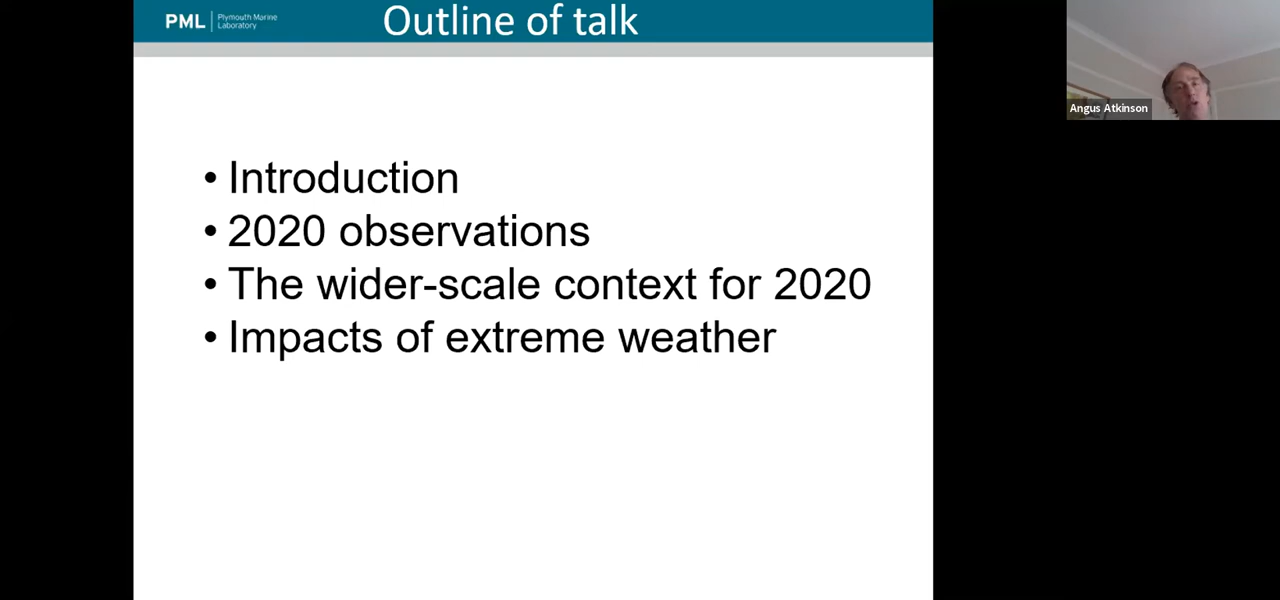 PML Plymouth Marine
Laboratory
Outline of talk
Angus Atkinson
• Introduction
• 2020 observations
• The wider-scale context for 2020
• Impacts of extreme weather